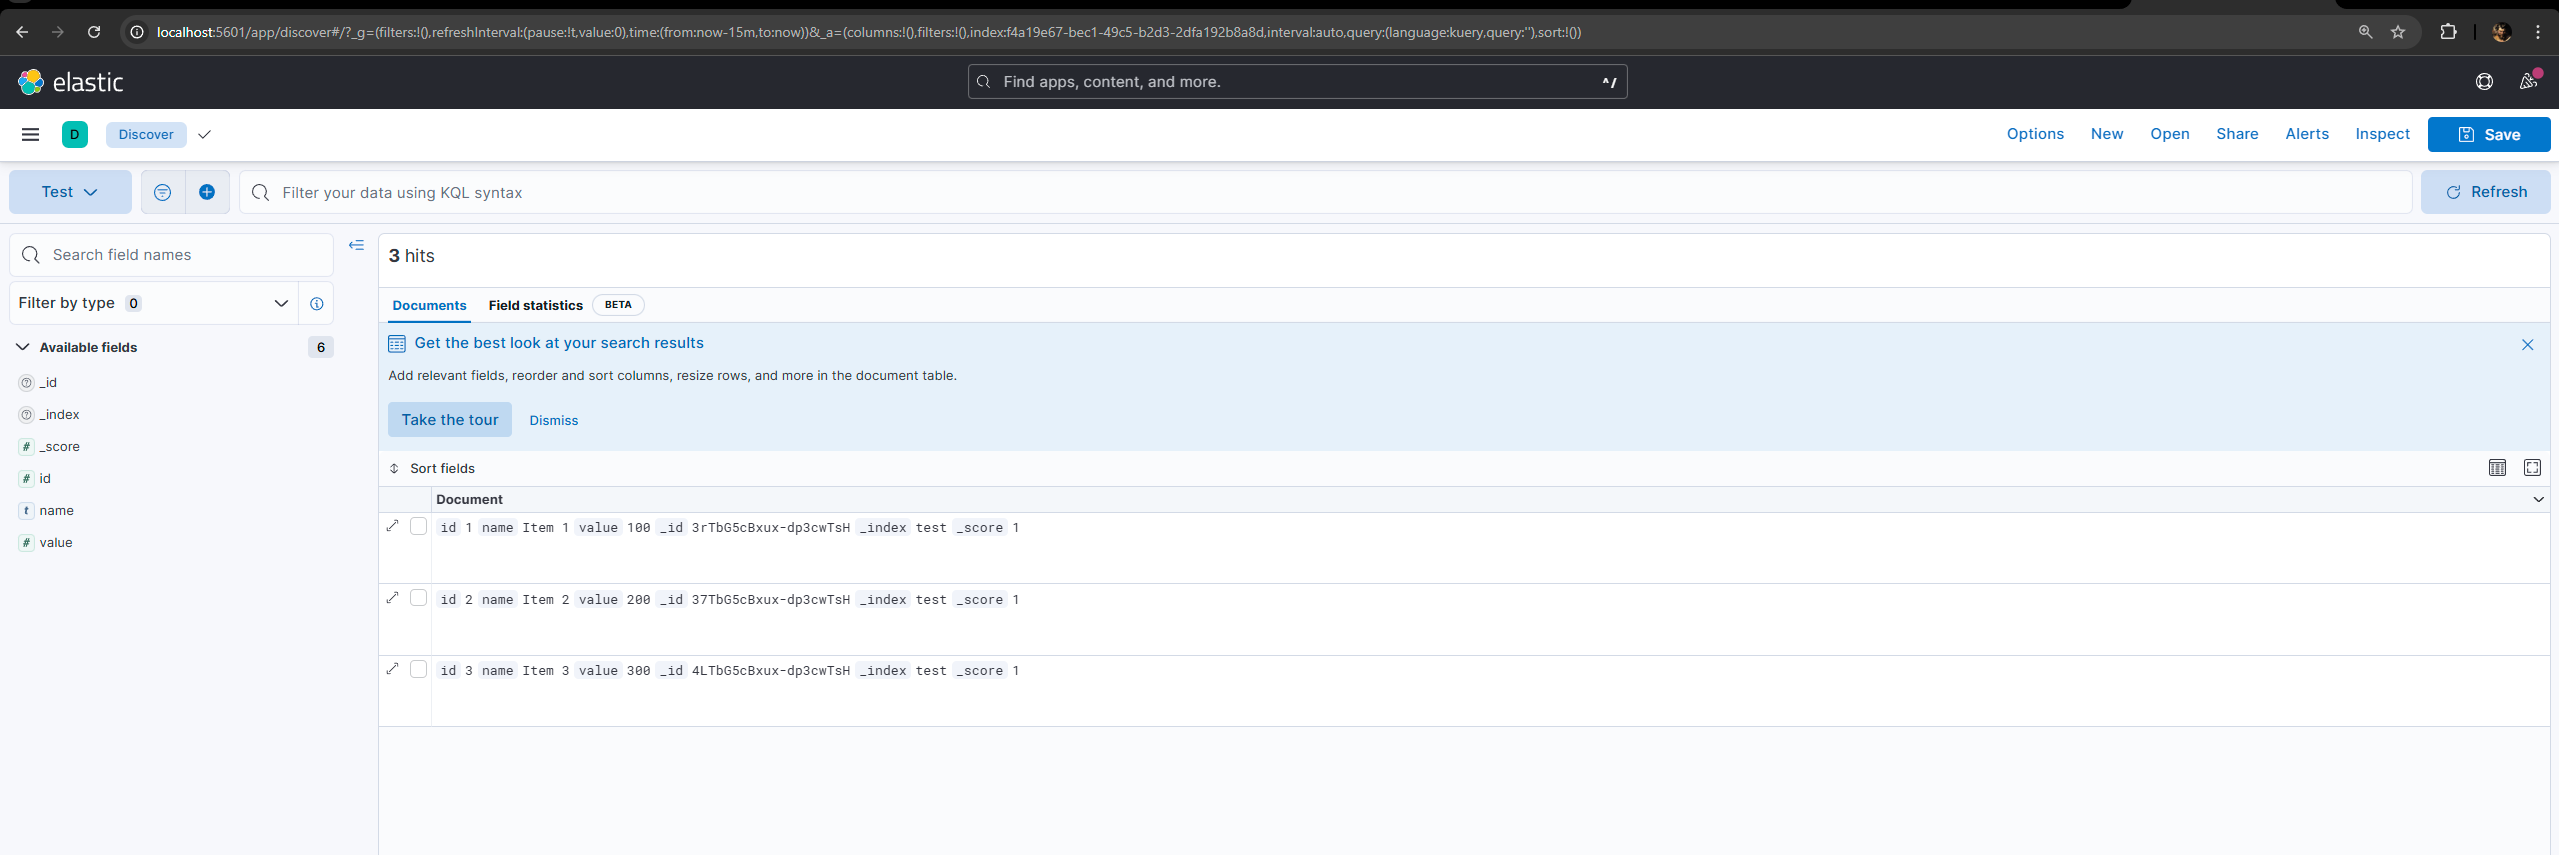 localhost:5601/app/discover#/?_g=(filters:!(),refreshInterval:(pause:!t,value:0),time:(from:now-15m,to:now))&_a=(columns:!(),filters:!(),index:f4a19e67-bec1-49c5-b2d3-2dfa192b8a8d,interval:auto,query:(language:kuery,query:''),sort:!())
elastic
Find apps, content, and more.
^/
D
Discover
Options New Open Share Alerts Inspect Save
Test
Filter your data using KQL syntax
Refresh
Search field names
Filter by type 0
Available fields 6
_id
_index
# _score
# id
t name
# value
3 hits
Documents Field statistics BETA
Get the best look at your search results
Add relevant fields, reorder and sort columns, resize rows, and more in the document table.
Take the tour Dismiss
Sort fields
Document
id 1 name Item 1 value 100 _id 3rTbG5cBxux-dp3cwTsH _index test _score 1
id 2 name Item 2 value 200 _id 37TbG5cBxux-dp3cwTsH _index test _score 1
id 3 name Item 3 value 300 _id 4LTbG5cBxux-dp3cwTsH _index test _score 1